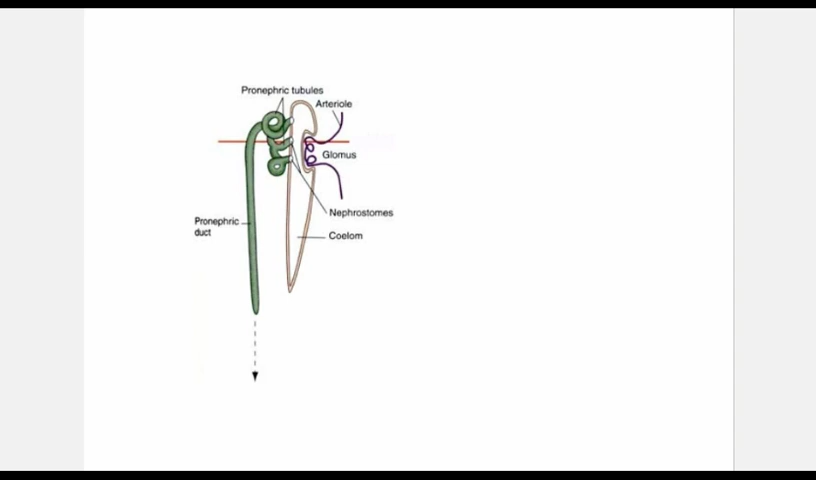 Pronephric tubules
Arteriole
Glomus
Nephrostomes
Pronephric
duct
Coelom